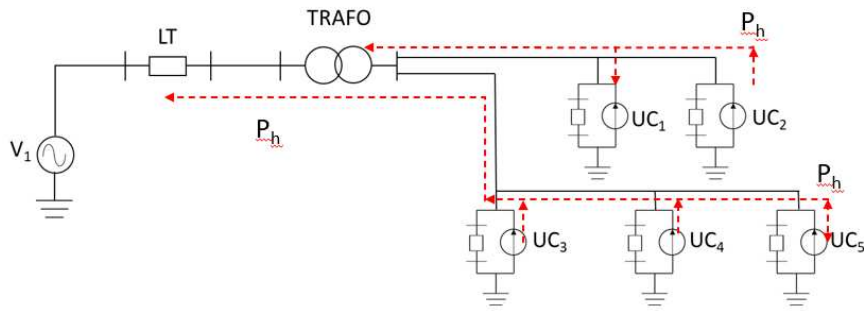 TRAFO
LT
P_h
P_h
V_1
UC_1
UC_2
P_h
UC_3
UC_4
UC_5